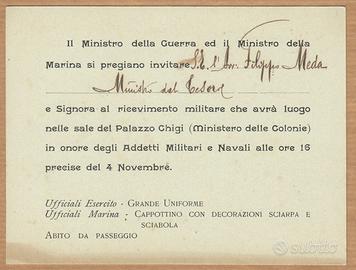 Il Ministro della Guerra ed il Ministro della
Marina si pregiano invitare S.E. l'Avv. Filippo Meda
Ministro del Tesoro
e Signora al ricevimento militare che avrà luogo
nelle sale del Palazzo Chigi (Ministero delle Colonie)
in onore degli Addetti Militari e Navali alle ore 16
precise del 4 Novembre.
Ufficiali Esercito - GRANDE UNIFORME
Ufficiali Marina - CAPPOTTINO CON DECORAZIONI SCIARPA E
SCIABOLA
ABITO DA PASSEGGIO
subito